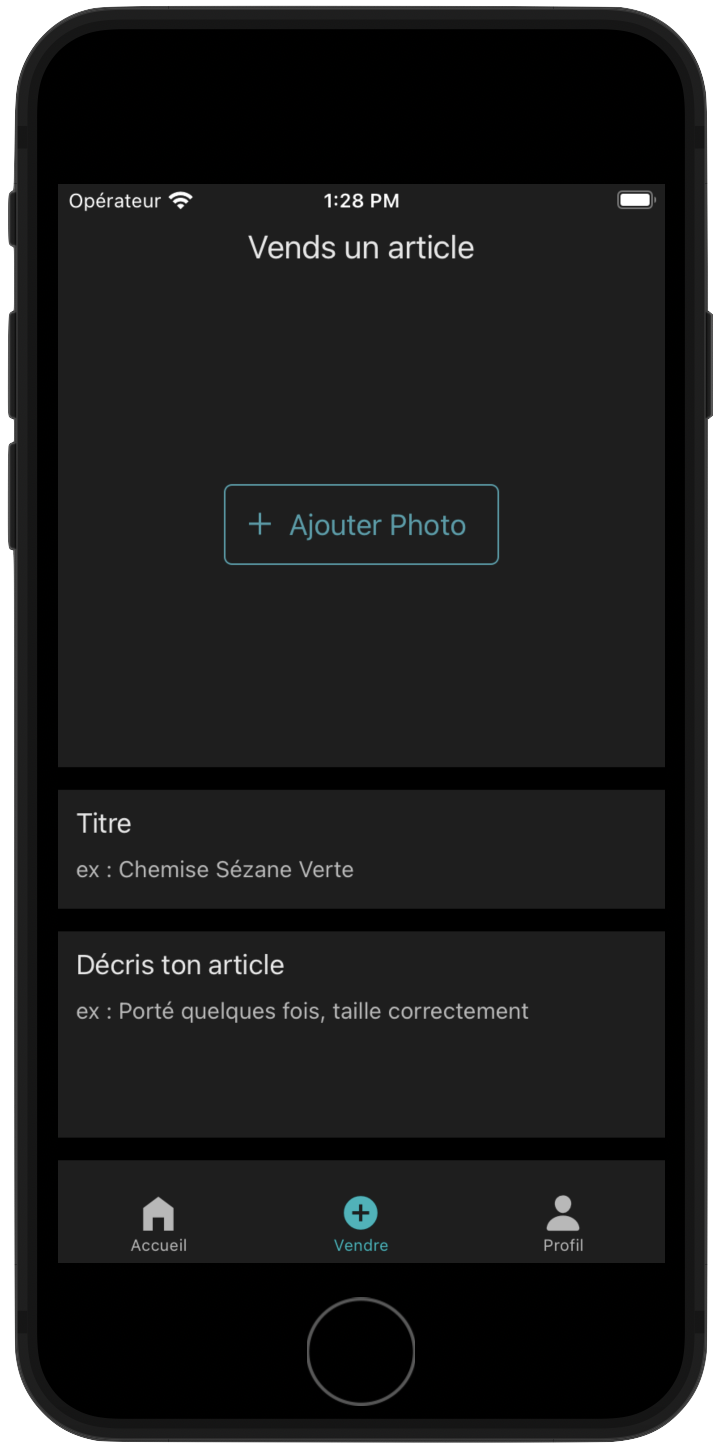 Opérateur 1:28 PM
Vends un article
+ Ajouter Photo
Titre
ex : Chemise Sézane Verte
Décris ton article
ex : Porté quelques fois, taille correctement
Accueil Vendre Profil